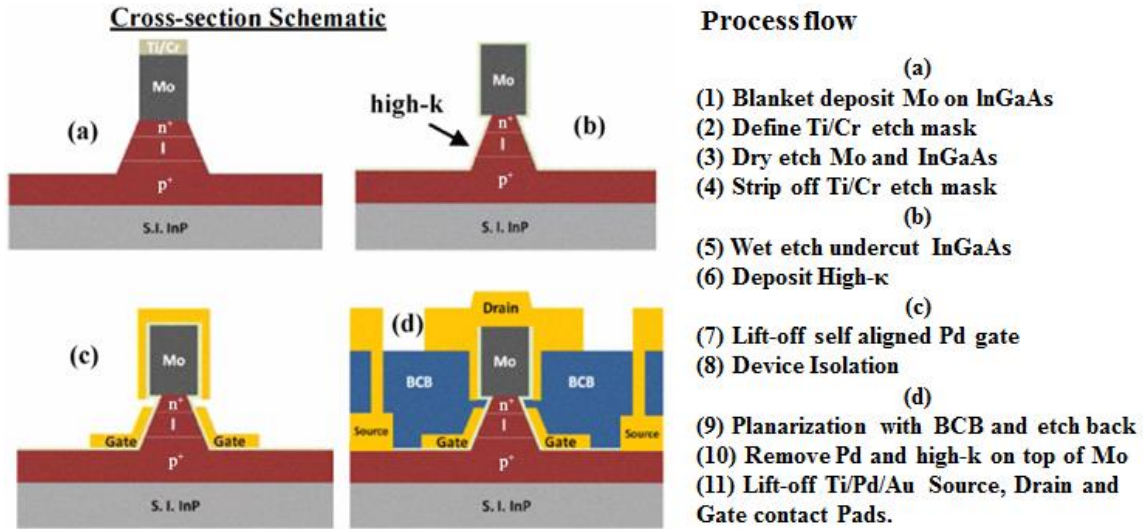 Cross-section Schematic
Ti/Cr
Mo
(a)
n+
I
p+
S.I. InP
high-k
Mo
(b)
n+
I
p+
S. I. InP
(c)
Mo
n+
I
Gate
Gate
p+
S. I. InP
(d)
Drain
Mo
BCB
BCB
n+
I
Source
Gate
Gate
Source
p+
S. I. InP
Process flow
(a)
(1) Blanket deposit Mo on InGaAs
(2) Define Ti/Cr etch mask
(3) Dry etch Mo and InGaAs
(4) Strip off Ti/Cr etch mask
(b)
(5) Wet etch undercut InGaAs
(6) Deposit High-κ
(c)
(7) Lift-off self aligned Pd gate
(8) Device Isolation
(d)
(9) Planarization with BCB and etch back
(10) Remove Pd and high-k on top of Mo
(11) Lift-off Ti/Pd/Au Source, Drain and
Gate contact Pads.